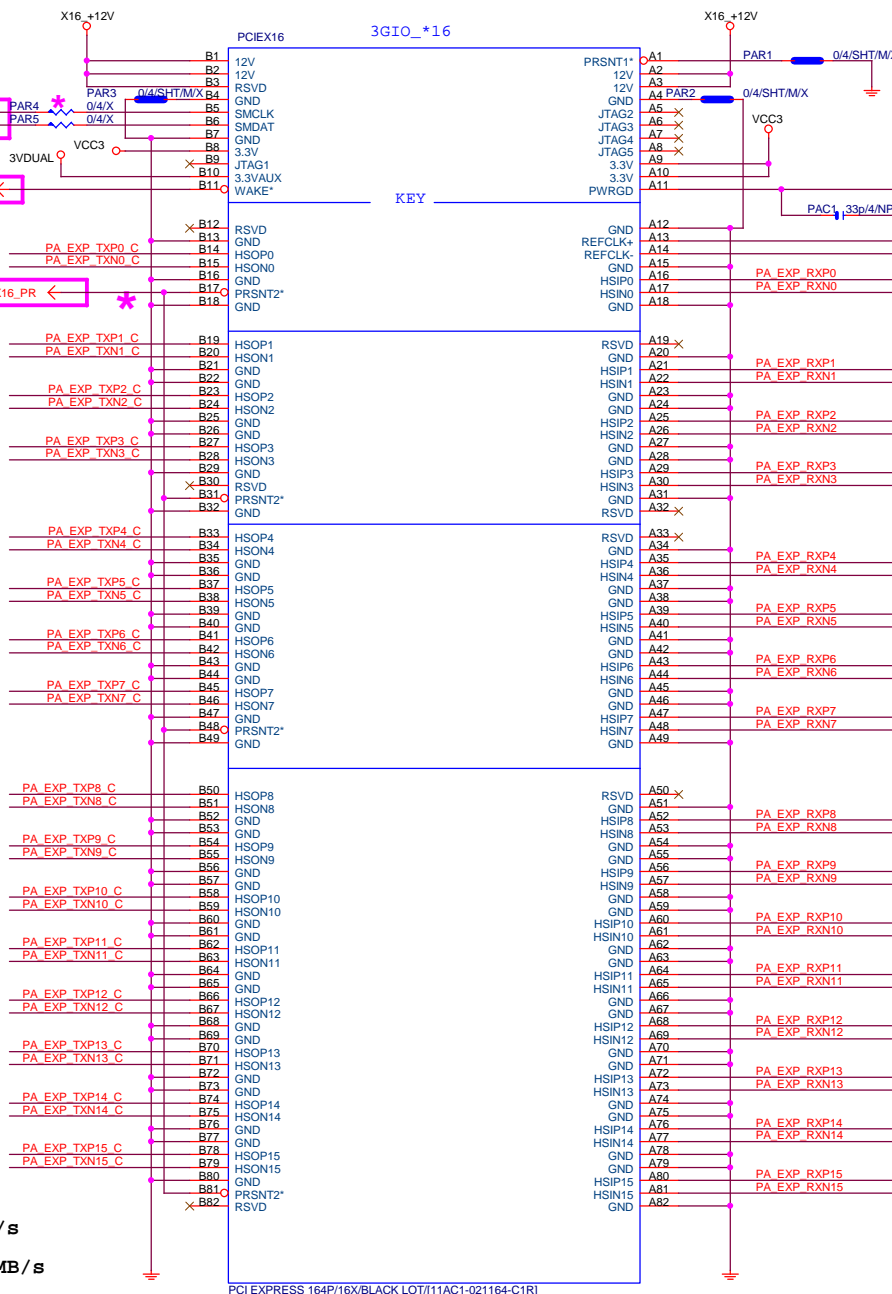 X16_+12V
X16_+12V
PCIEX16
3GIO_*16
B1 12V
B2 12V
B3 RSVD
PAR3 0/4/SHT/M/X
B4 GND
PAR4 0/4/X
B5 SMCLK
PAR5 0/4/X
B6 SMDAT
B7 GND
VCC3
B8 3.3V
B9 JTAG1
3VDUAL
B10 3.3VAUX
B11 WAKE*
PRSNT1* A1
PAR1 0/4/SHT/M/X
12V A2
12V A3
GND A4
PAR2 0/4/SHT/M/X
JTAG2 A5
JTAG3 A6
JTAG4 A7
JTAG5 A8
VCC3
3.3V A9
3.3V A10
PWRGD A11
PAC1 33p/4/NP
KEY
B12 RSVD
B13 GND
PA_EXP_TXP0_C B14 HSOP0
PA_EXP_TXN0_C B15 HSON0
B16 GND
X16_PR
B17 PRSNT2*
B18 GND
GND A12
REFCLK+ A13
REFCLK- A14
GND A15
HSIP0 A16 PA_EXP_RXP0
HSIN0 A17 PA_EXP_RXN0
GND A18
PA_EXP_TXP1_C B19 HSOP1
PA_EXP_TXN1_C B20 HSON1
B21 GND
B22 GND
PA_EXP_TXP2_C B23 HSOP2
PA_EXP_TXN2_C B24 HSON2
B25 GND
B26 GND
PA_EXP_TXP3_C B27 HSOP3
PA_EXP_TXN3_C B28 HSON3
B29 GND
B30 RSVD
B31 PRSNT2*
B32 GND
RSVD A19
GND A20
HSIP1 A21 PA_EXP_RXP1
HSIN1 A22 PA_EXP_RXN1
GND A23
GND A24
HSIP2 A25 PA_EXP_RXP2
HSIN2 A26 PA_EXP_RXN2
GND A27
GND A28
HSIP3 A29 PA_EXP_RXP3
HSIN3 A30 PA_EXP_RXN3
GND A31
RSVD A32
PA_EXP_TXP4_C B33 HSOP4
PA_EXP_TXN4_C B34 HSON4
B35 GND
B36 GND
PA_EXP_TXP5_C B37 HSOP5
PA_EXP_TXN5_C B38 HSON5
B39 GND
B40 GND
PA_EXP_TXP6_C B41 HSOP6
PA_EXP_TXN6_C B42 HSON6
B43 GND
B44 GND
PA_EXP_TXP7_C B45 HSOP7
PA_EXP_TXN7_C B46 HSON7
B47 GND
B48 PRSNT2*
B49 GND
RSVD A33
GND A34
HSIP4 A35 PA_EXP_RXP4
HSIN4 A36 PA_EXP_RXN4
GND A37
GND A38
HSIP5 A39 PA_EXP_RXP5
HSIN5 A40 PA_EXP_RXN5
GND A41
GND A42
HSIP6 A43 PA_EXP_RXP6
HSIN6 A44 PA_EXP_RXN6
GND A45
GND A46
HSIP7 A47 PA_EXP_RXP7
HSIN7 A48 PA_EXP_RXN7
GND A49
PA_EXP_TXP8_C B50 HSOP8
PA_EXP_TXN8_C B51 HSON8
B52 GND
B53 GND
PA_EXP_TXP9_C B54 HSOP9
PA_EXP_TXN9_C B55 HSON9
B56 GND
B57 GND
PA_EXP_TXP10_C B58 HSOP10
PA_EXP_TXN10_C B59 HSON10
B60 GND
B61 GND
PA_EXP_TXP11_C B62 HSOP11
PA_EXP_TXN11_C B63 HSON11
B64 GND
B65 GND
PA_EXP_TXP12_C B66 HSOP12
PA_EXP_TXN12_C B67 HSON12
B68 GND
B69 GND
PA_EXP_TXP13_C B70 HSOP13
PA_EXP_TXN13_C B71 HSON13
B72 GND
B73 GND
PA_EXP_TXP14_C B74 HSOP14
PA_EXP_TXN14_C B75 HSON14
B76 GND
B77 GND
PA_EXP_TXP15_C B78 HSOP15
PA_EXP_TXN15_C B79 HSON15
B80 GND
B81 PRSNT2*
B82 RSVD
RSVD A50
GND A51
HSIP8 A52 PA_EXP_RXP8
HSIN8 A53 PA_EXP_RXN8
GND A54
GND A55
HSIP9 A56 PA_EXP_RXP9
HSIN9 A57 PA_EXP_RXN9
GND A58
GND A59
HSIP10 A60 PA_EXP_RXP10
HSIN10 A61 PA_EXP_RXN10
GND A62
GND A63
HSIP11 A64 PA_EXP_RXP11
HSIN11 A65 PA_EXP_RXN11
GND A66
GND A67
HSIP12 A68 PA_EXP_RXP12
HSIN12 A69 PA_EXP_RXN12
GND A70
GND A71
HSIP13 A72 PA_EXP_RXP13
HSIN13 A73 PA_EXP_RXN13
GND A74
GND A75
HSIP14 A76 PA_EXP_RXP14
HSIN14 A77 PA_EXP_RXN14
GND A78
GND A79
HSIP15 A80 PA_EXP_RXP15
HSIN15 A81 PA_EXP_RXN15
GND A82
/s
MB/s
PCI EXPRESS 164P/16X/BLACK LOT/[11AC1-021164-C1R]